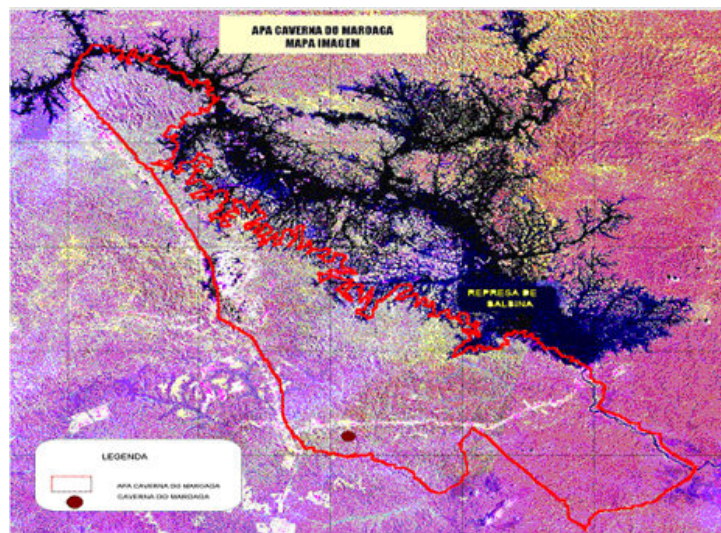 APA CAVERNA DO MAROAGA
MAPA IMAGEM
REPRESA DE
BALBINA
LEGENDA
APA CAVERNA DO MAROAGA
CAVERNA DO MAROAGA